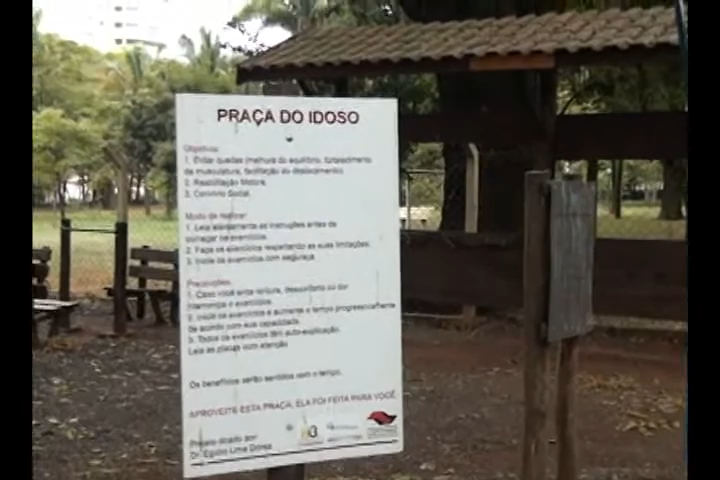 PRAÇA DO IDOSO
Objetivos:
1. Evitar quedas (melhora do equilíbrio, fortalecimento
da musculatura, facilitação do deslocamento).
2. Reabilitação Motora.
3. Convívio Social.
Modo de realizar:
1. Leia atentamente as instruções antes de
começar os exercícios.
2. Faça os exercícios respeitando as suas limitações.
3. Inicie os exercícios com segurança.
Precauções:
1. Caso você sinta tontura, desconforto ou dor
interrompa o exercício.
2. Inicie os exercícios e aumente o tempo progressivamente
de acordo com sua capacidade.
3. Todos os exercícios têm auto-explicação.
Leia as placas com atenção.
Os benefícios serão sentidos com o tempo.
APROVEITE ESTA PRAÇA, ELA FOI FEITA PARA VOCÊ
Projeto doado por:
Dr. Egídio Lima Dórea